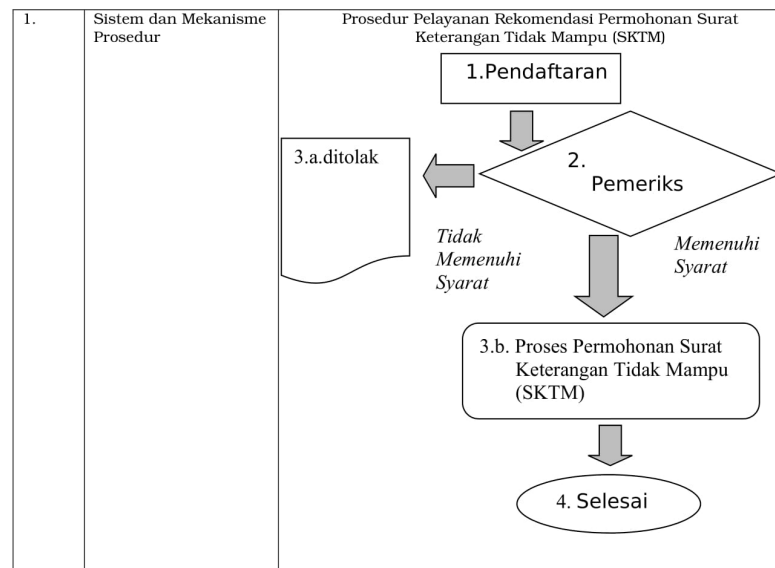 1.
Sistem dan Mekanisme
Prosedur
Prosedur Pelayanan Rekomendasi Permohonan Surat
Keterangan Tidak Mampu (SKTM)
1.Pendaftaran
2.
Pemeriks
3.a.ditolak
Tidak
Memenuhi
Syarat
Memenuhi
Syarat
3.b. Proses Permohonan Surat
Keterangan Tidak Mampu
(SKTM)
4. Selesai